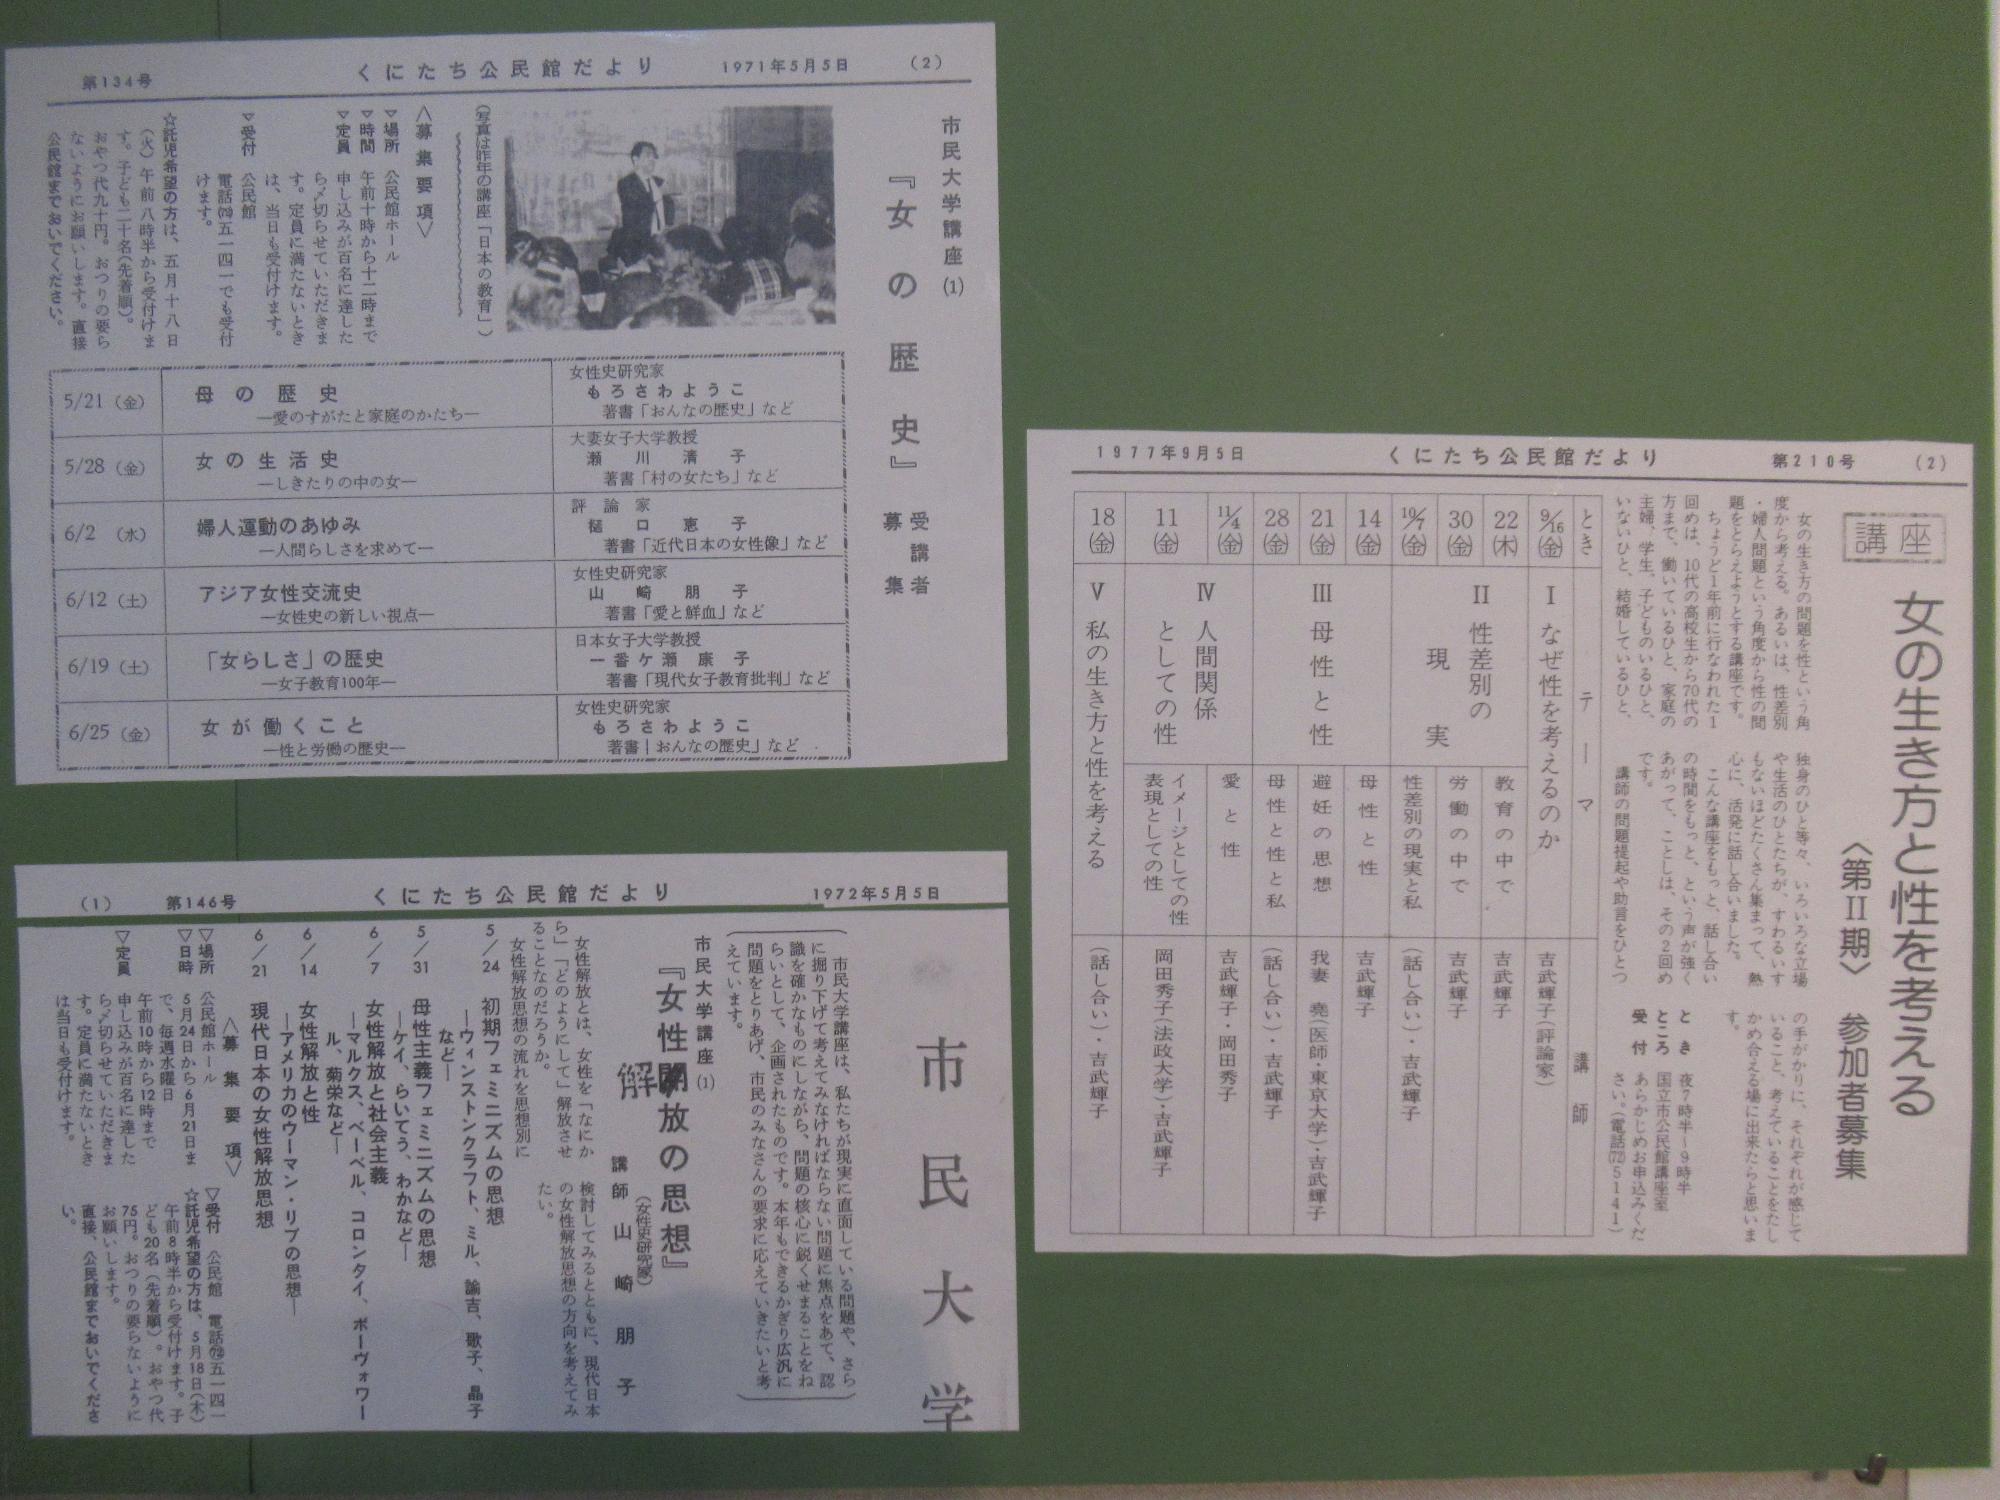 第134号
くにたち公民館だより
1971年5月5日
(2)
市民大学講座(1)
『女の歴史』
受講者
募集
(写真は昨年の講座「日本の教育」)
〈募集要項〉
▽場所 公民館ホール
▽時間 午前十時から十二時まで
▽定員 申し込みが百名に達した
ら〆切らせていただきま
す。定員に満たないとき
は、当日も受付けます。
▽受付 公民館
電話(72)五一四一でも受付
けます。
☆託児希望の方は、五月十八日
(火)午前八時半から受付けま
す。子ども二十名(先着順)。
おやつ代九十円。おつりの要ら
ないようにお願いします。直接
公民館までおいでください。
5/21(金)
母の歴史
―愛のすがたと家庭のかたち―
女性史研究家
もろさわようこ
著書「おんなの歴史」など
5/28(金)
女の生活史
―しきたりの中の女―
大妻女子大学教授
瀬川清子
著書「村の女たち」など
6/2(水)
婦人運動のあゆみ
―人間らしさを求めて―
評論家
樋口恵子
著書「近代日本の女性像」など
6/12(土)
アジア女性交流史
―女性史の新しい視点―
女性史研究家
山崎朋子
著書「愛と鮮血」など
6/19(土)
「女らしさ」の歴史
―女子教育100年―
日本女子大学教授
一番ケ瀬康子
著書「現代女子教育批判」など
6/25(金)
女が働くこと
―性と労働の歴史―
女性史研究家
もろさわようこ
著書「おんなの歴史」など
(1)
第146号
くにたち公民館だより
1972年5月5日
市民大学
市民大学講座は、私たちが現実に直面している問題や、さら
に掘り下げて考えてみなければならない問題に焦点をあて、認
識を確かなものにしながら、問題の核心に鋭くせまることをね
らいとして、企画されたものです。本年もできるかぎり広汎に
問題をとりあげ、市民のみなさんの要求に応えていきたいと考
えています。
市民大学講座(1)
『女性開放の思想』
解
講師 山崎朋子
(女性史研究家)
女性解放とは、女性を「なにか
ら」「どのようにして」解放させ
ることなのだろうか。
女性解放思想の流れを思想別に
検討してみるとともに、現代日本
の女性解放思想の方向を考えてみ
たい。
5/24 初期フェミニズムの思想
―ウィンストンクラフト、ミル、諭吉、歌子、晶子
など―
5/31 母性主義フェミニズムの思想
―ケイ、らいてう、わかなど―
6/7 女性解放と社会主義
―マルクス、ベーベル、コロンタイ、ボーヴォワー
ル、菊栄など―
6/14 女性解放と性
―アメリカのウーマン・リブの思想―
6/21 現代日本の女性解放思想
〈募集要項〉
▽場所 公民館ホール
▽日時 5月24日から6月21日ま
で、毎週水曜日
午前10時から12時まで
▽定員 申し込みが百名に達した
ら〆切らせていただきま
す。定員に満たないとき
は当日も受付けます。
▽受付 公民館 電話(72)五一四一
☆託児希望の方は、5月18日(木)
午前8時半から受付けます。子
ども20名(先着順)。おやつ代
75円。おつりの要らないように
お願いします。
直接、公民館までおいでくださ
い。
1977年9月5日
くにたち公民館だより
第210号
(2)
講座
女の生き方と性を考える
〈第Ⅱ期〉 参加者募集
女の生き方の問題を性という角
度から考える。あるいは、性差別
・婦人問題という角度から性の問
題をとらえようとする講座です。
ちょうど1年前に行なわれた1
回めは、10代の高校生から70代の
方まで、働いているひと、家庭の
主婦、学生、子どものいるひと、
いないひと、結婚しているひと、
独身のひと等々、いろいろな立場
や生活のひとたちが、すわるいす
もないほどたくさん集まって、熱
心に、活発に話し合いました。
こんな講座をもっと、話し合い
の時間をもっと、という声が強く
あがって、ことしは、その2回め
です。
講師の問題提起や助言をひとつ
の手がかりに、それぞれが感じて
いること、考えていることをたし
かめ合える場に出来たらと思いま
す。
とき 夜7時半~9時半
ところ 国立市公民館講座室
受付 あらかじめお申込みくだ
さい。(電話(72)5141)
とき
テーマ
講師
9/16(金)
Ⅰ なぜ性を考えるのか
吉武輝子(評論家)
22(木)
Ⅱ 性差別の
現実
教育の中で
吉武輝子
30(金)
労働の中で
吉武輝子
10/7(金)
性差別の現実と私
(話し合い)・吉武輝子
14(金)
Ⅲ 母性と性
母性と性
吉武輝子
21(金)
避妊の思想
我妻 堯(医師・東京大学)・吉武輝子
28(金)
母性と性と私
(話し合い)・吉武輝子
11/4(金)
Ⅳ 人間関係
としての性
愛と性
吉武輝子・岡田秀子
11(金)
イメージとしての性
表現としての性
岡田秀子(法政大学)・吉武輝子
18(金)
Ⅴ 私の生き方と性を考える
(話し合い)・吉武輝子